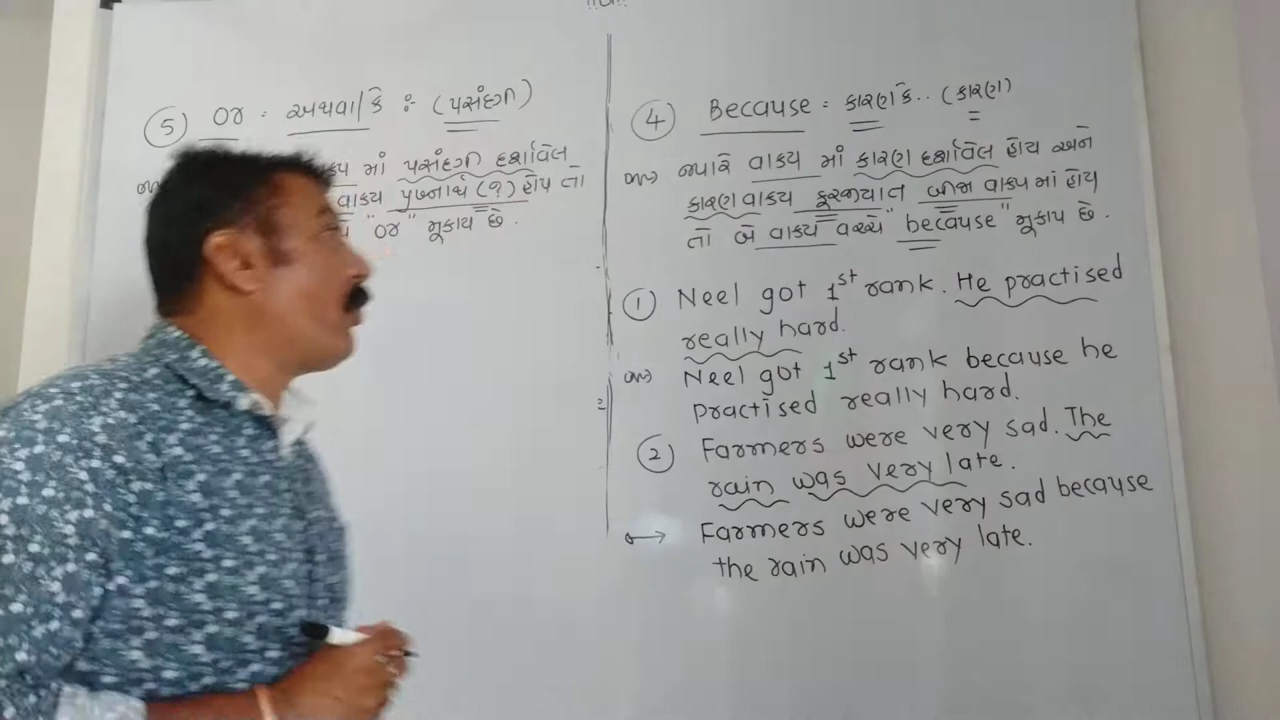 ⑤ or : અથવા/કે ઃ- (પસંદગી)
માં પસંદગી દર્શાવેલ
વાક્ય પ્રશ્નાર્થ (?) હોય તો
"or" મૂકાય છે.
④ Because : કારણ કે.. (કારણ)
જ્યારે વાક્ય માં કારણ દર્શાવેલ હોય અને
કારણ વાક્ય ફરજીયાત બીજા વાક્ય માં હોય
તો બે વાક્ય વચ્ચે "because" મૂકાય છે.
① Neel got 1st rank. He practised
really hard.
Neel got 1st rank because he
practised really hard.
② Farmers were very sad. The
rain was very late.
Farmers were very sad because
the rain was very late.